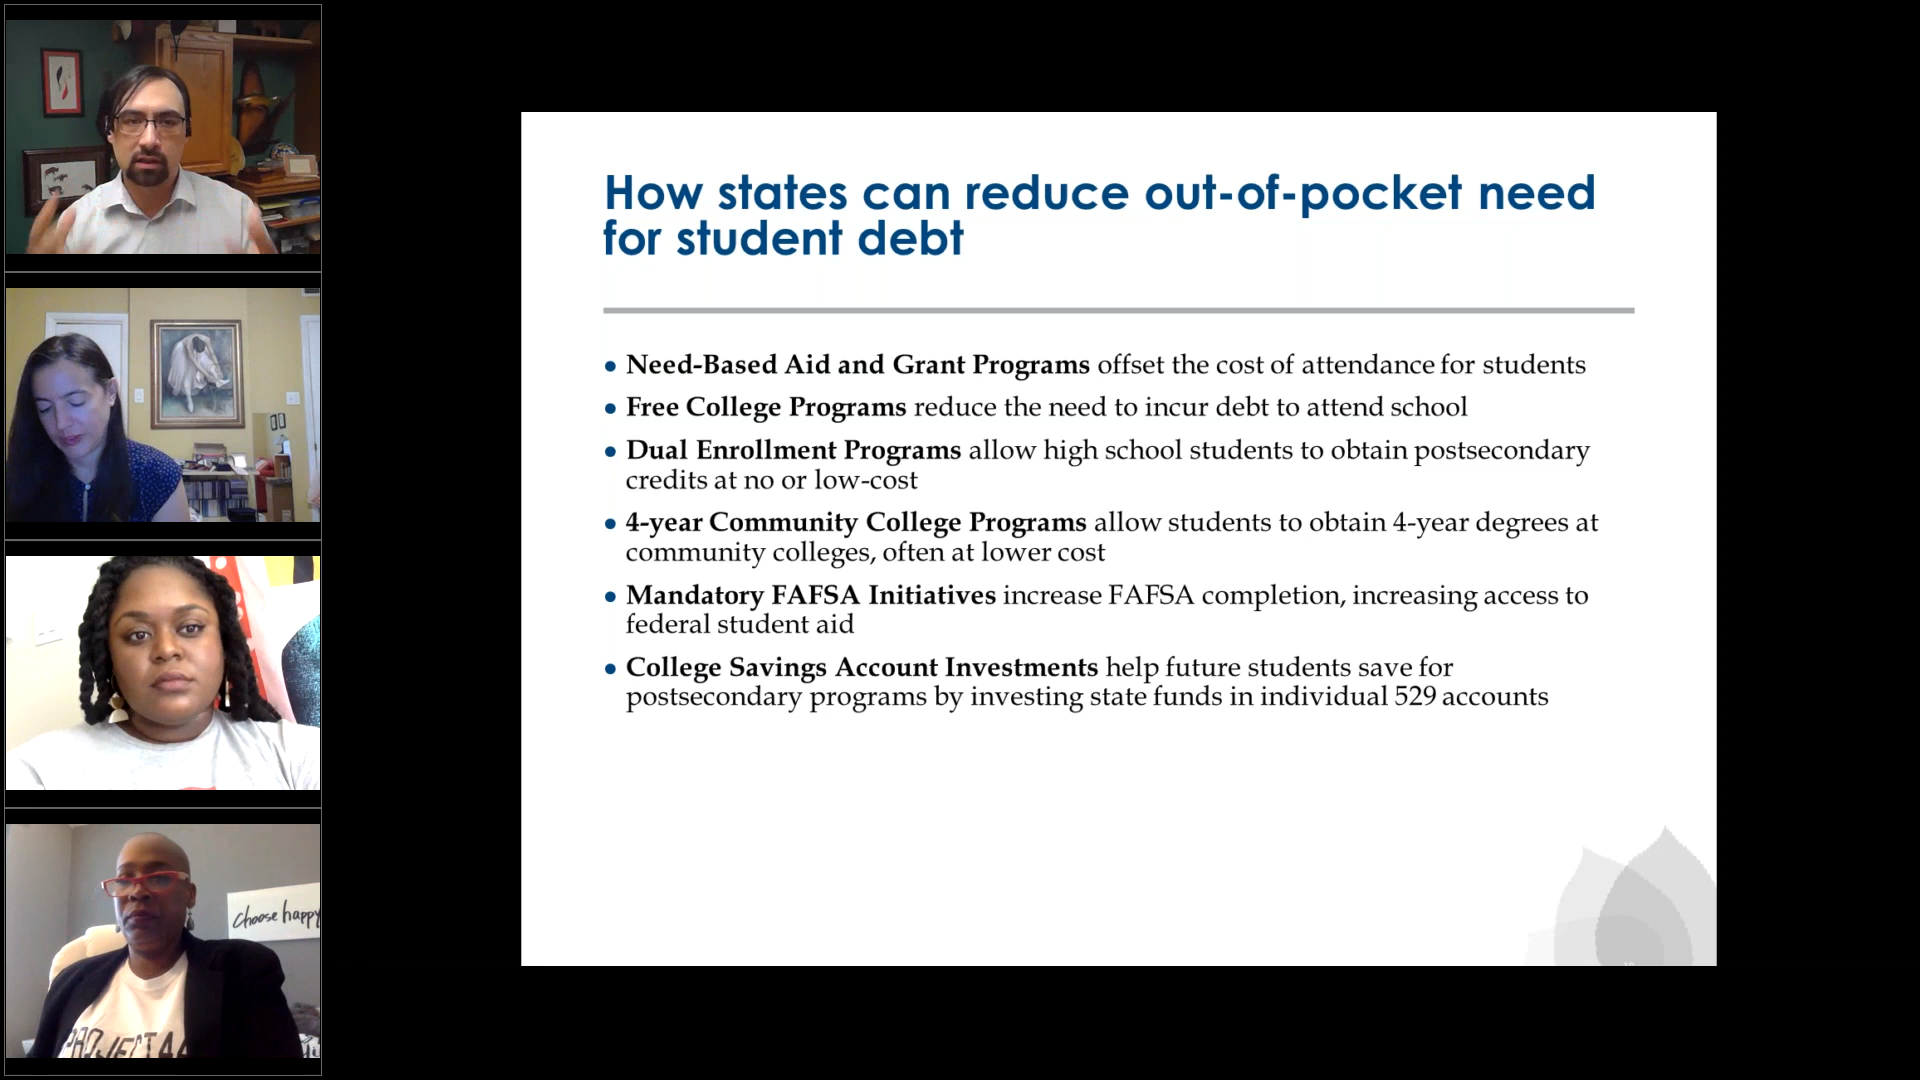 How states can reduce out-of-pocket need
for student debt
• Need-Based Aid and Grant Programs offset the cost of attendance for students
• Free College Programs reduce the need to incur debt to attend school
• Dual Enrollment Programs allow high school students to obtain postsecondary
credits at no or low-cost
• 4-year Community College Programs allow students to obtain 4-year degrees at
community colleges, often at lower cost
• Mandatory FAFSA Initiatives increase FAFSA completion, increasing access to
federal student aid
• College Savings Account Investments help future students save for
postsecondary programs by investing state funds in individual 529 accounts
choose happy